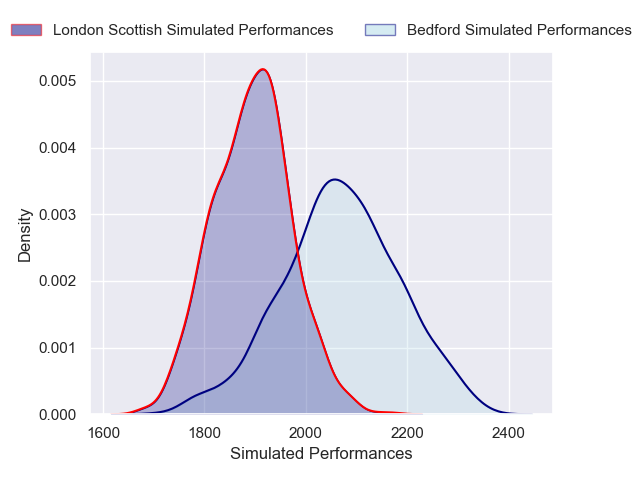 London Scottish Simulated Performances
Bedford Simulated Performances
0.005
0.004
0.003
0.002
0.001
0.000
Density
1600 1800 2000 2200 2400
Simulated Performances